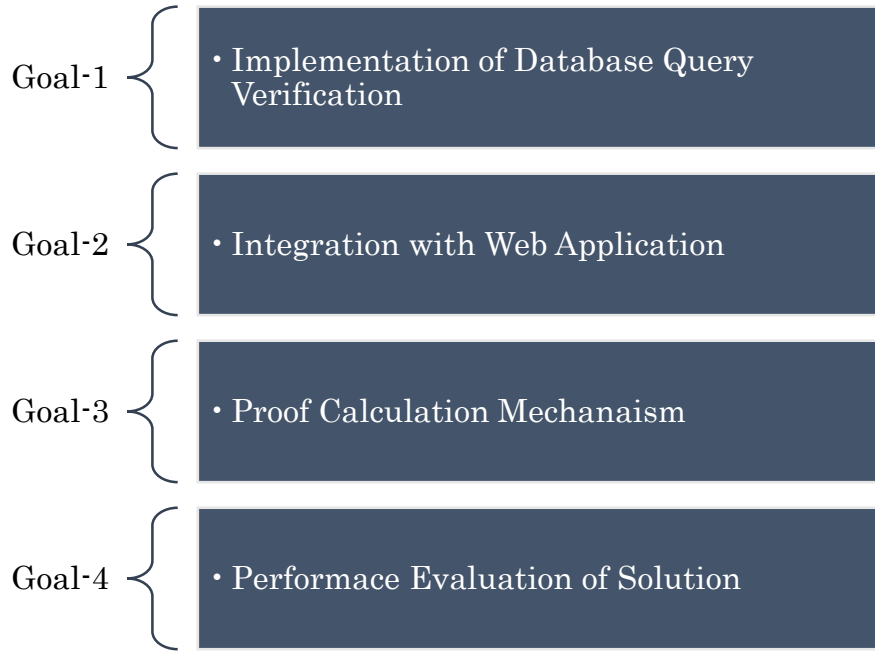 Goal-1
• Implementation of Database Query
Verification
Goal-2
• Integration with Web Application
Goal-3
• Proof Calculation Mechanaism
Goal-4
• Performace Evaluation of Solution